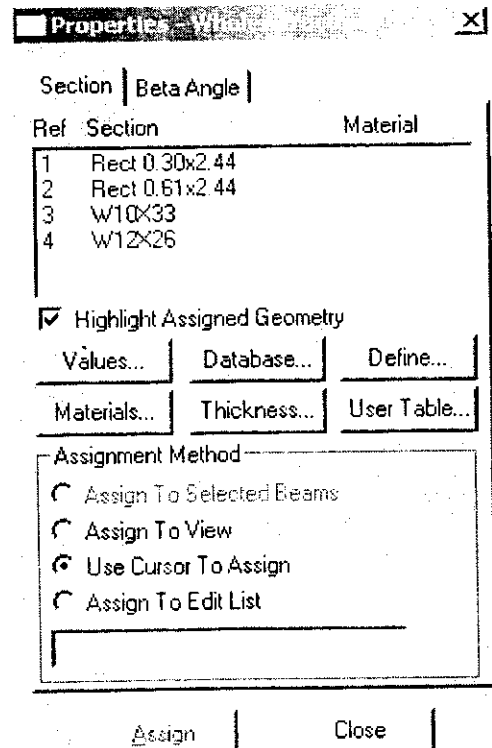 Properties - Whole
Section Beta Angle
Ref Section Material
1 Rect 0.30x2.44
2 Rect 0.61x2.44
3 W10X33
4 W12X26
Highlight Assigned Geometry
Values... Database... Define...
Materials... Thickness... User Table...
Assignment Method
Assign To Selected Beams
Assign To View
Use Cursor To Assign
Assign To Edit List
Assign Close